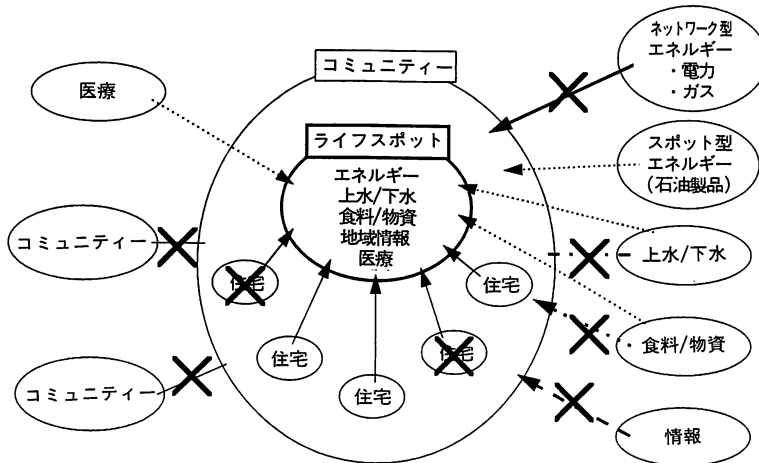 ネットワーク型
エネルギー
・電力
・ガス
コミュニティー
医療
ライフスポット
スポット型
エネルギー
(石油製品)
エネルギー
上水/下水
食料/物資
地域情報
医療
コミュニティー
上水/下水
住宅
住宅
住宅
住宅
住宅
食料/物資
コミュニティー
情報